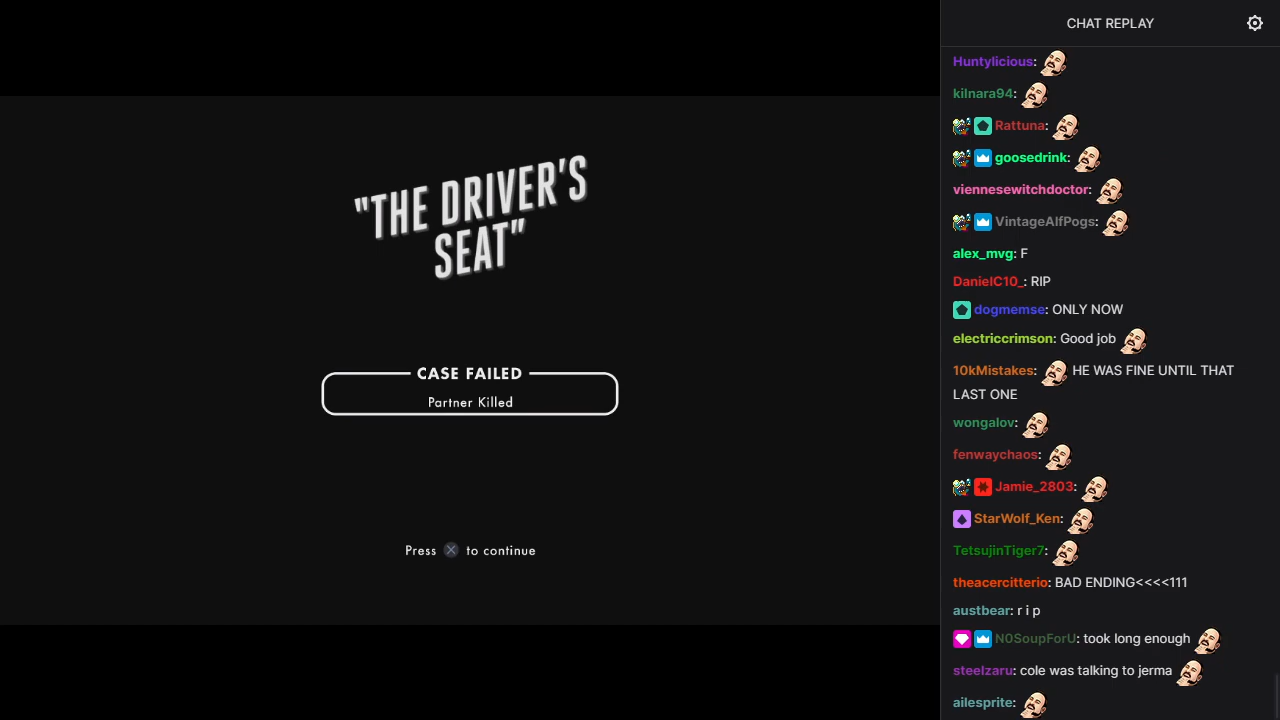 "THE DRIVER'S
SEAT"
CASE FAILED
Partner Killed
Press X to continue
CHAT REPLAY
Huntylicious:
kilnara94:
Rattuna:
goosedrink:
viennesewitchdoctor:
VintageAlfPogs:
alex_mvg: F
DanielC10_: RIP
dogmemse: ONLY NOW
electriccrimson: Good job
10kMistakes: HE WAS FINE UNTIL THAT
LAST ONE
wongalov:
fenwaychaos:
Jamie_2803:
StarWolf_Ken:
TetsujinTiger7:
theacercitterio: BAD ENDING<<<<111
austbear: r i p
N0SoupForU: took long enough
steelzaru: cole was talking to jerma
ailesprite: